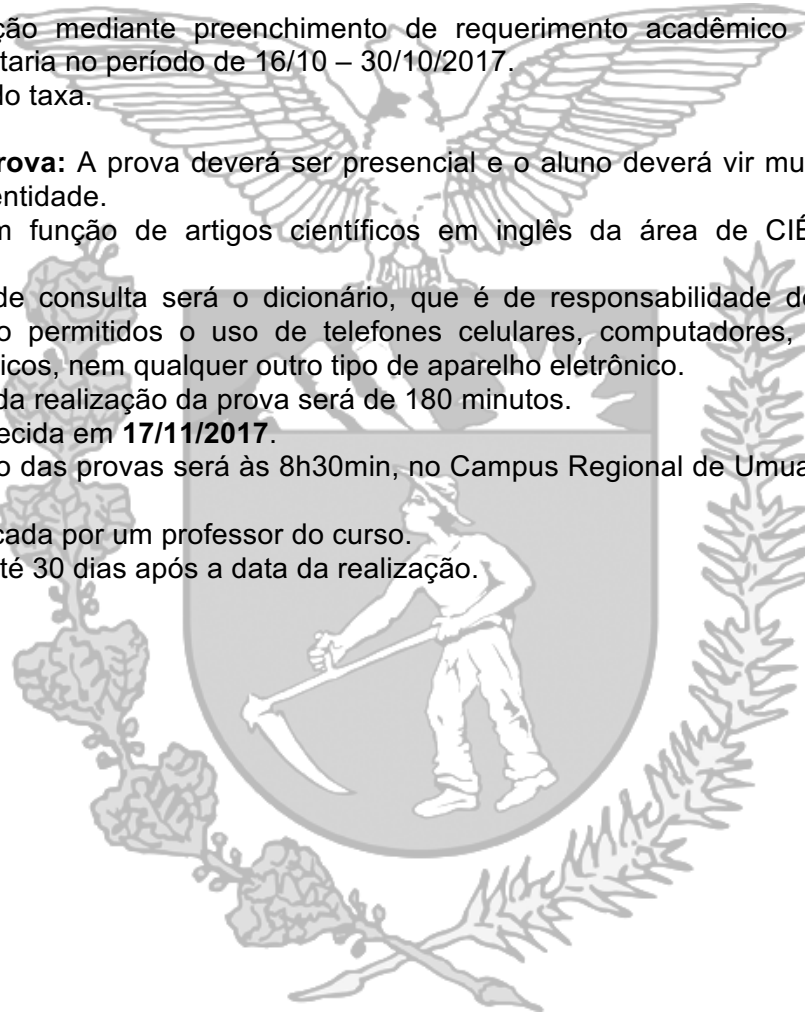 ção mediante preenchimento de requerimento acadêmico
taria no período de 16/10 – 30/10/2017.
do taxa.
rova: A prova deverá ser presencial e o aluno deverá vir mu
entidade.
m função de artigos científicos em inglês da área de CIÊ
de consulta será o dicionário, que é de responsabilidade d
o permitidos o uso de telefones celulares, computadores,
icos, nem qualquer outro tipo de aparelho eletrônico.
da realização da prova será de 180 minutos.
ecida em 17/11/2017.
o das provas será às 8h30min, no Campus Regional de Umua
cada por um professor do curso.
té 30 dias após a data da realização.